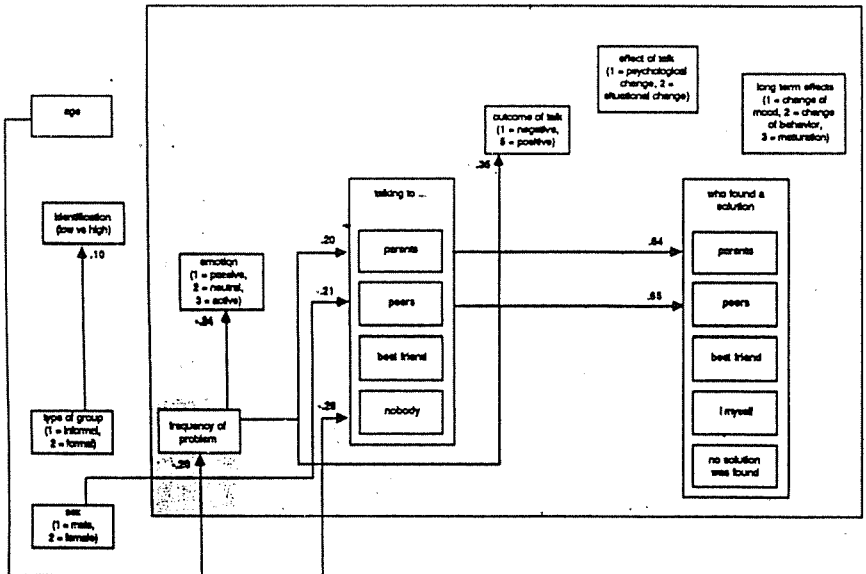 effect of talk
(1 = psychological
change, 2 =
situational change)
long term effects
(1 = change of
mood, 2 = change
of behavior,
3 = maturation)
age
outcome of talk
(1 = negative,
5 = positive)
.35
talking to ...
who found a
solution
identification
(low vs high)
.10
.20
parents
.64
parents
emotion
(1 = passive,
2 = neutral,
3 = active)
-.24
-.21
peers
.65
peers
best friend
best friend
type of group
(1 = informal,
2 = formal)
frequency of
problem
-.28
nobody
I myself
-.29
no solution
was found
sex
(1 = male,
2 = female)